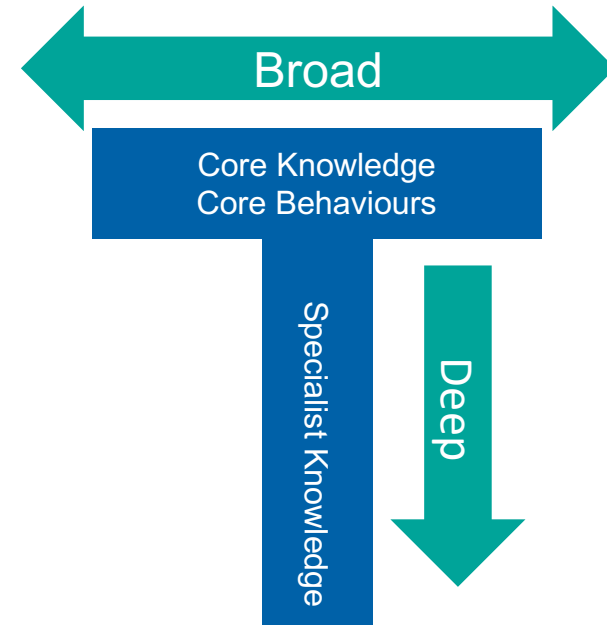 Broad
Core Knowledge
Core Behaviours
Specialist Knowledge
Deep